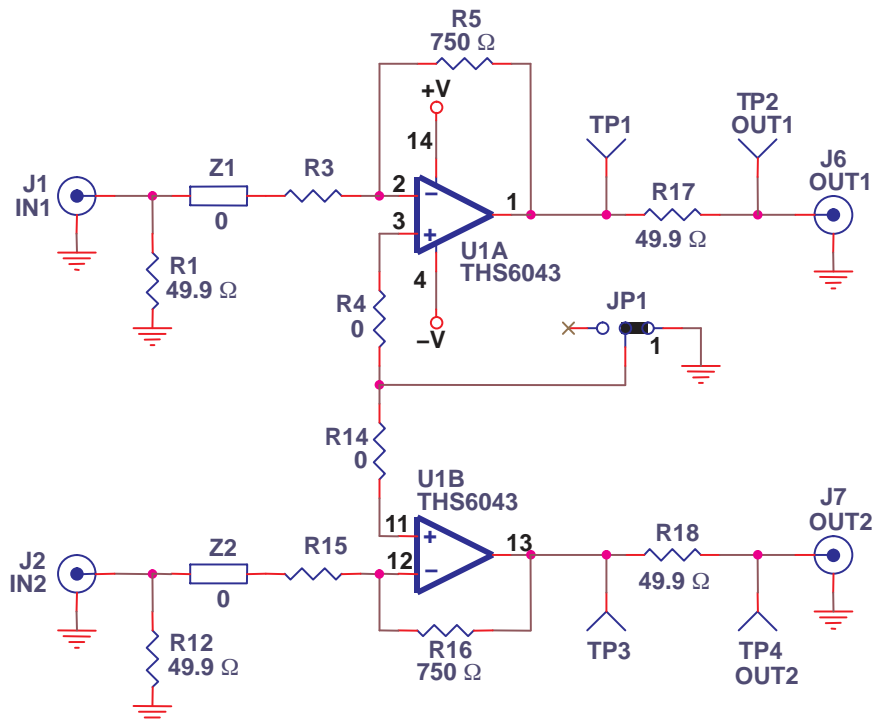 R5
750 Ω
+V
14
TP1
TP2
OUT1
J1
IN1
Z1
0
R3
2
−
3
+
1
R17
49.9 Ω
J6
OUT1
U1A
THS6043
4
–V
R1
49.9 Ω
R4
0
JP1
1
R14
0
U1B
THS6043
11
+
12
−
13
J2
IN2
Z2
0
R15
R18
49.9 Ω
J7
OUT2
R12
49.9 Ω
R16
750 Ω
TP3
TP4
OUT2